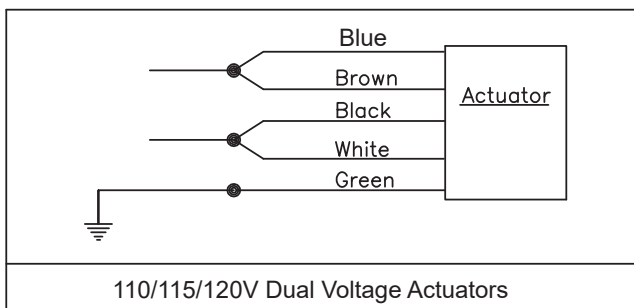 Blue
Brown
Actuator
Black
White
Green
110/115/120V Dual Voltage Actuators